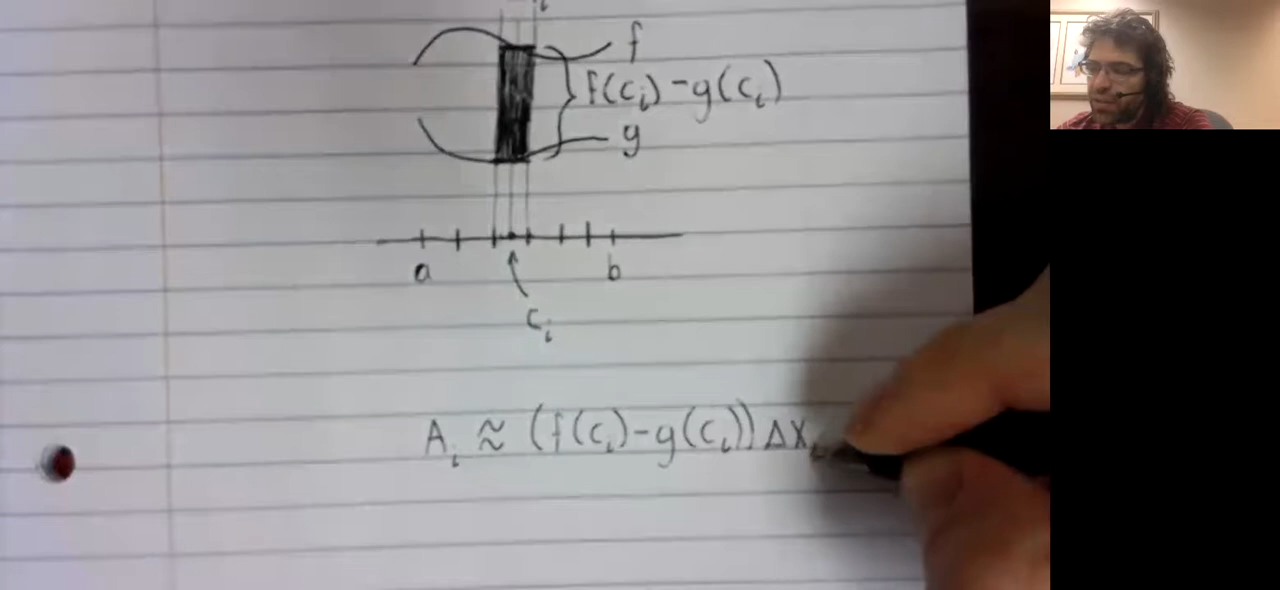 f
f(cᵢ)-g(cᵢ)
g
a b
cᵢ
Aᵢ ≈ (f(cᵢ)-g(cᵢ))Δxᵢ